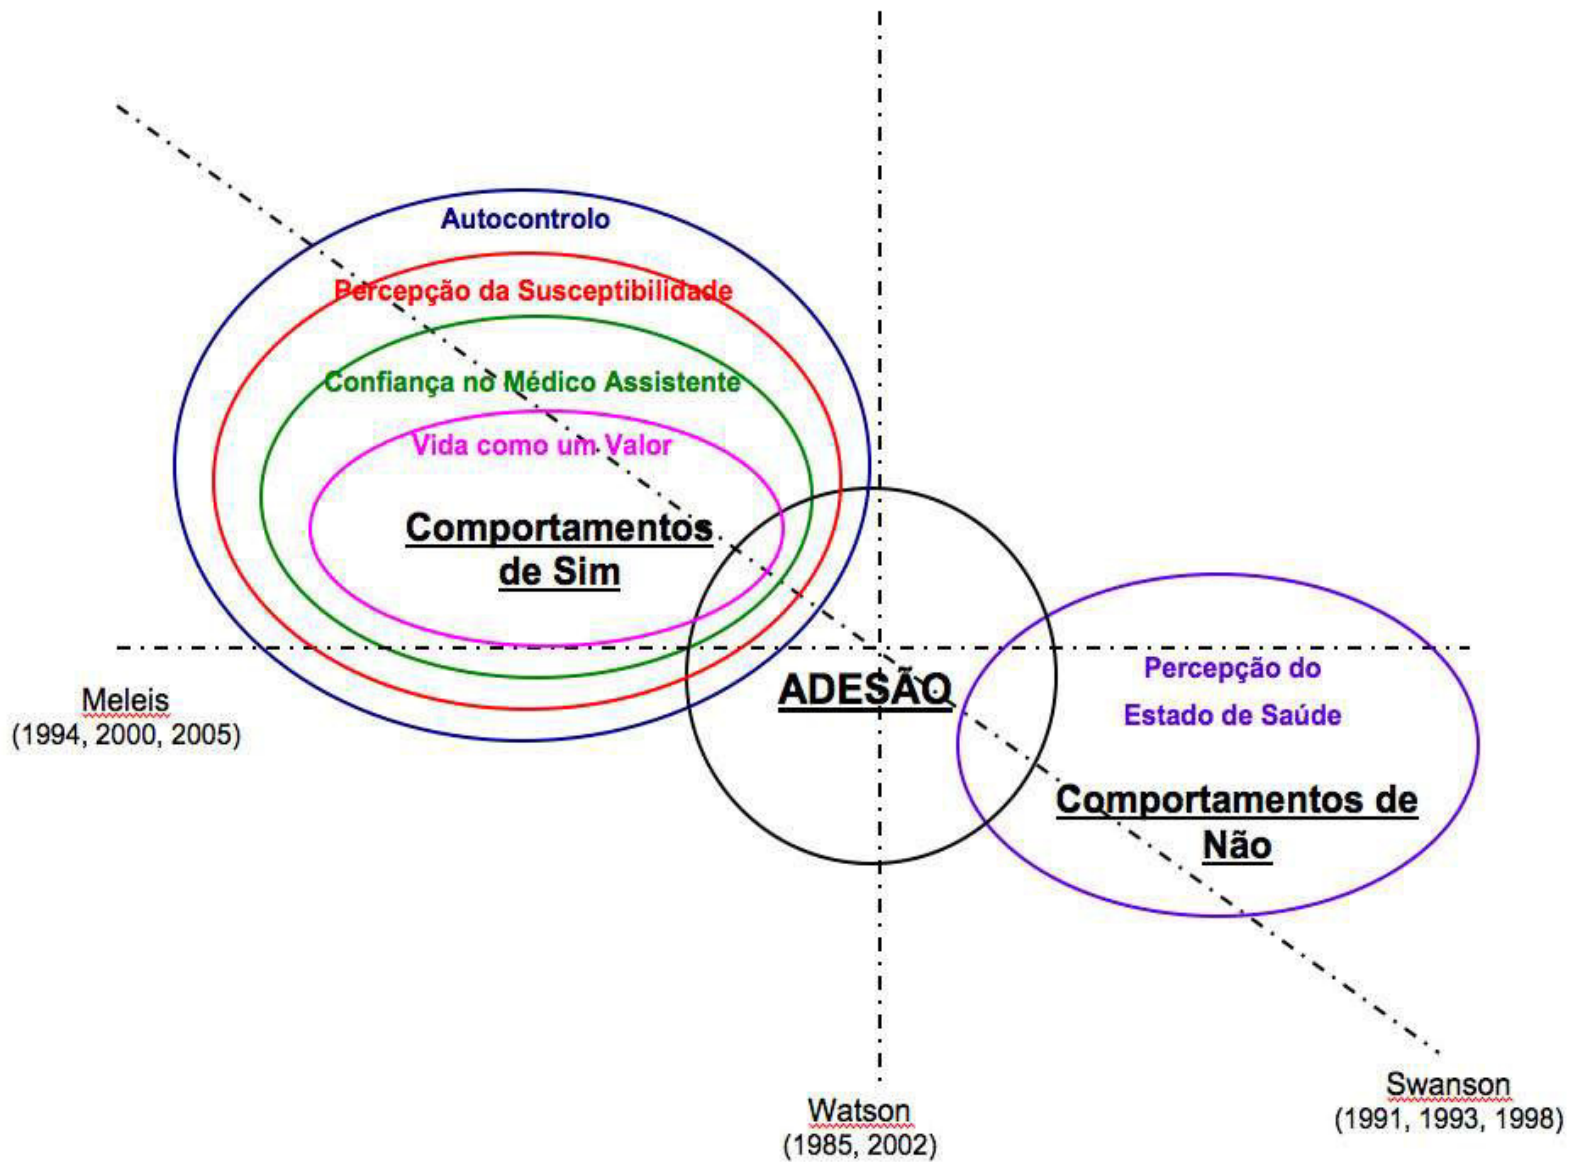 Autocontrolo
Percepção da Susceptibilidade
Confiança no Médico Assistente
Vida como um Valor
Comportamentos
de Sim
ADESÃO
Percepção do
Estado de Saúde
Comportamentos de
Não
Meleis
(1994, 2000, 2005)
Watson
(1985, 2002)
Swanson
(1991, 1993, 1998)